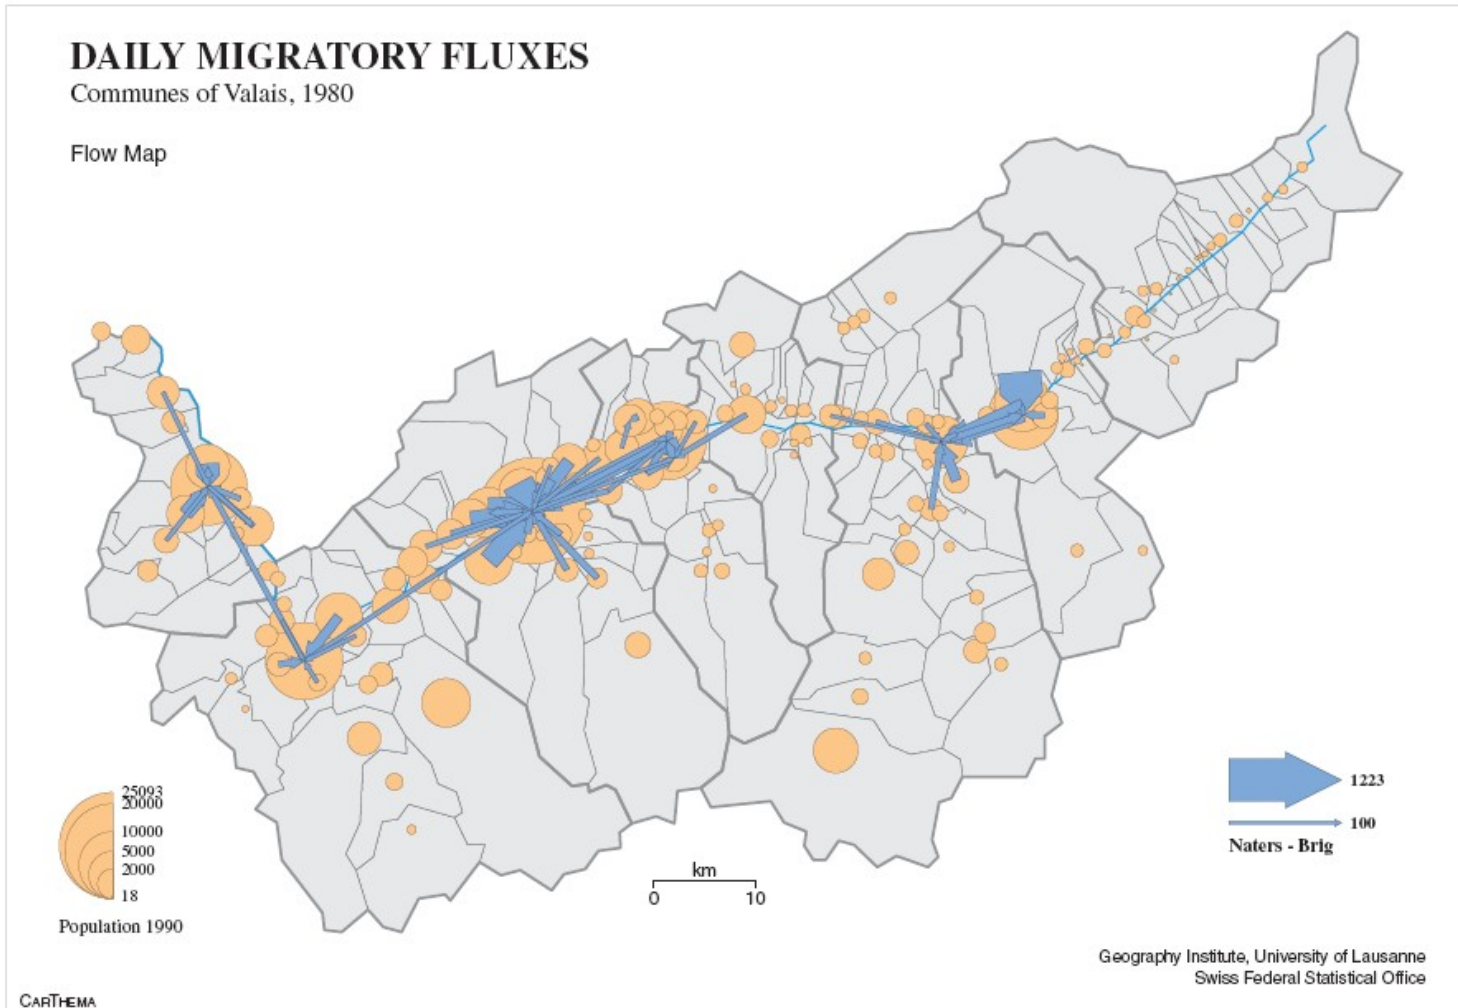 DAILY MIGRATORY FLUXES
Communes of Valais, 1980
Flow Map
25093
20000
10000
5000
2000
18
Population 1990
km
0 10
1223
100
Naters - Brig
Geography Institute, University of Lausanne
Swiss Federal Statistical Office
CARTHEMA